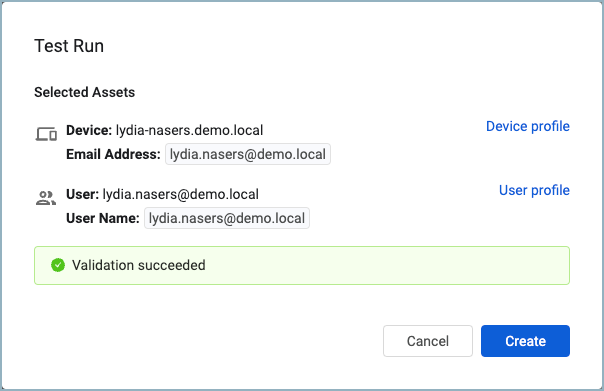 Test Run
Selected Assets
Device: lydia-nasers.demo.local
Device profile
Email Address: lydia.nasers@demo.local
User: lydia.nasers@demo.local
User profile
User Name: lydia.nasers@demo.local
Validation succeeded
Cancel
Create